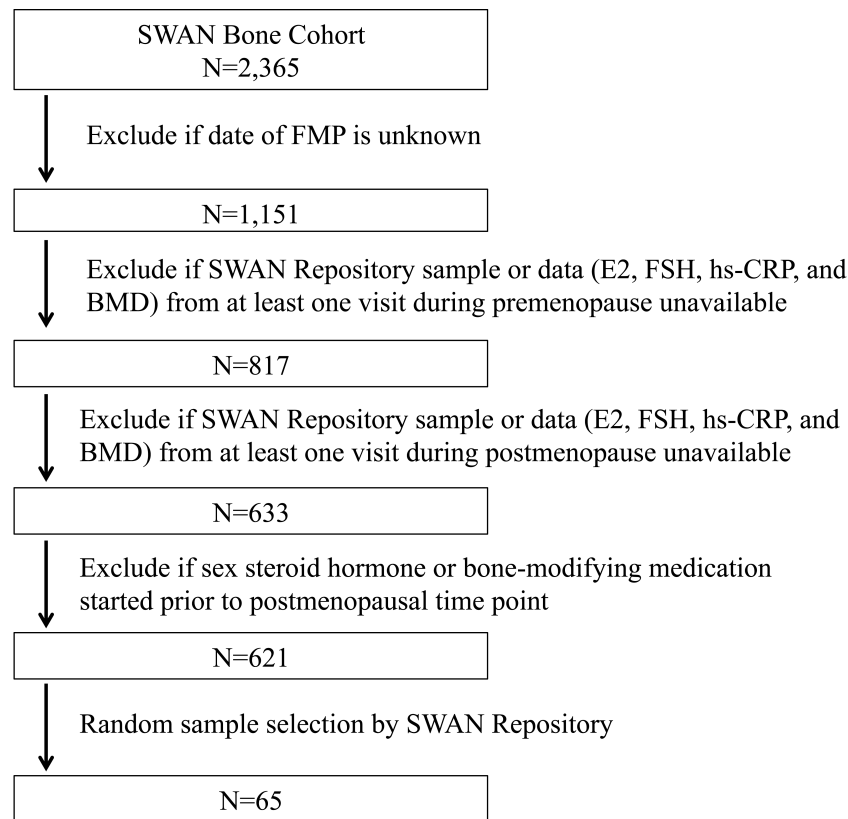 SWAN Bone Cohort
N=2,365
Exclude if date of FMP is unknown
N=1,151
Exclude if SWAN Repository sample or data (E2, FSH, hs-CRP, and
BMD) from at least one visit during premenopause unavailable
N=817
Exclude if SWAN Repository sample or data (E2, FSH, hs-CRP, and
BMD) from at least one visit during postmenopause unavailable
N=633
Exclude if sex steroid hormone or bone-modifying medication
started prior to postmenopausal time point
N=621
Random sample selection by SWAN Repository
N=65